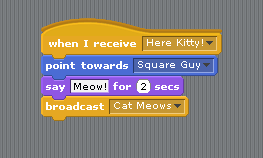 when I receive Here Kitty!
point towards Square Guy
say Meow! for 2 secs
broadcast Cat Meows